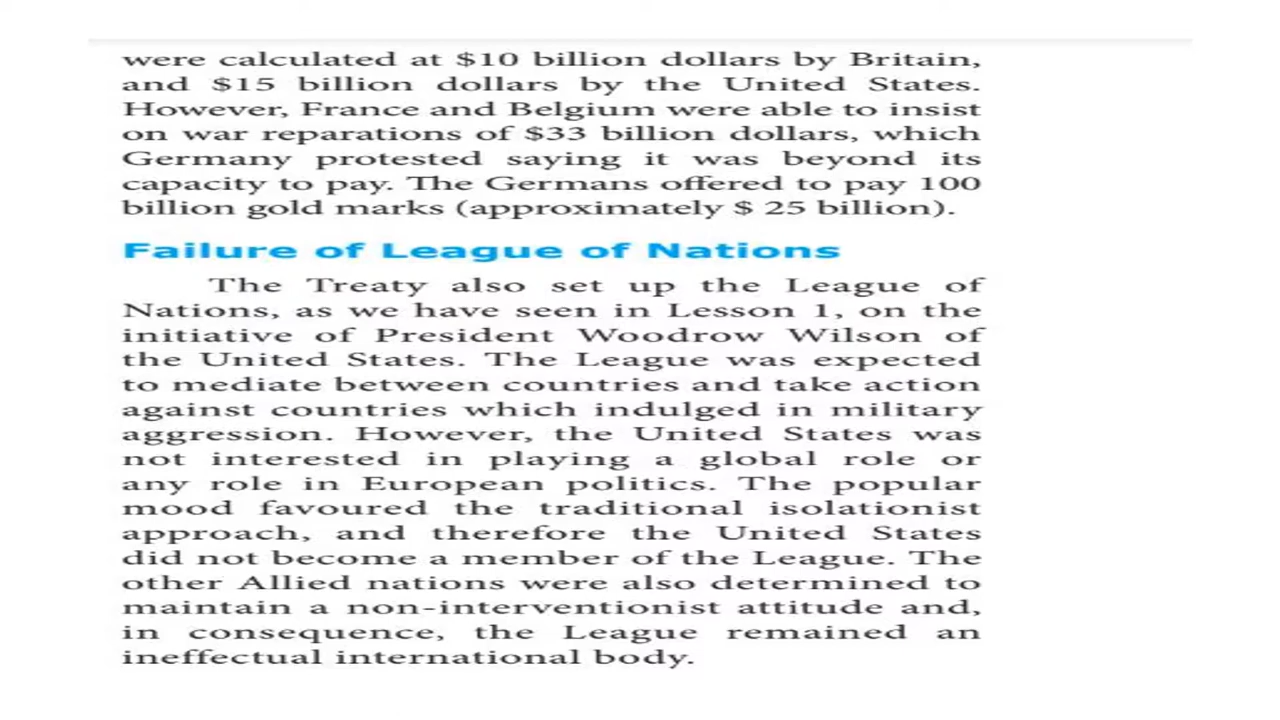 were calculated at $10 billion dollars by Britain,
and $15 billion dollars by the United States.
However, France and Belgium were able to insist
on war reparations of $33 billion dollars, which
Germany protested saying it was beyond its
capacity to pay. The Germans offered to pay 100
billion gold marks (approximately $ 25 billion).
Failure of League of Nations
The Treaty also set up the League of
Nations, as we have seen in Lesson 1, on the
initiative of President Woodrow Wilson of
the United States. The League was expected
to mediate between countries and take action
against countries which indulged in military
aggression. However, the United States was
not interested in playing a global role or
any role in European politics. The popular
mood favoured the traditional isolationist
approach, and therefore the United States
did not become a member of the League. The
other Allied nations were also determined to
maintain a non-interventionist attitude and,
in consequence, the League remained an
ineffectual international body.